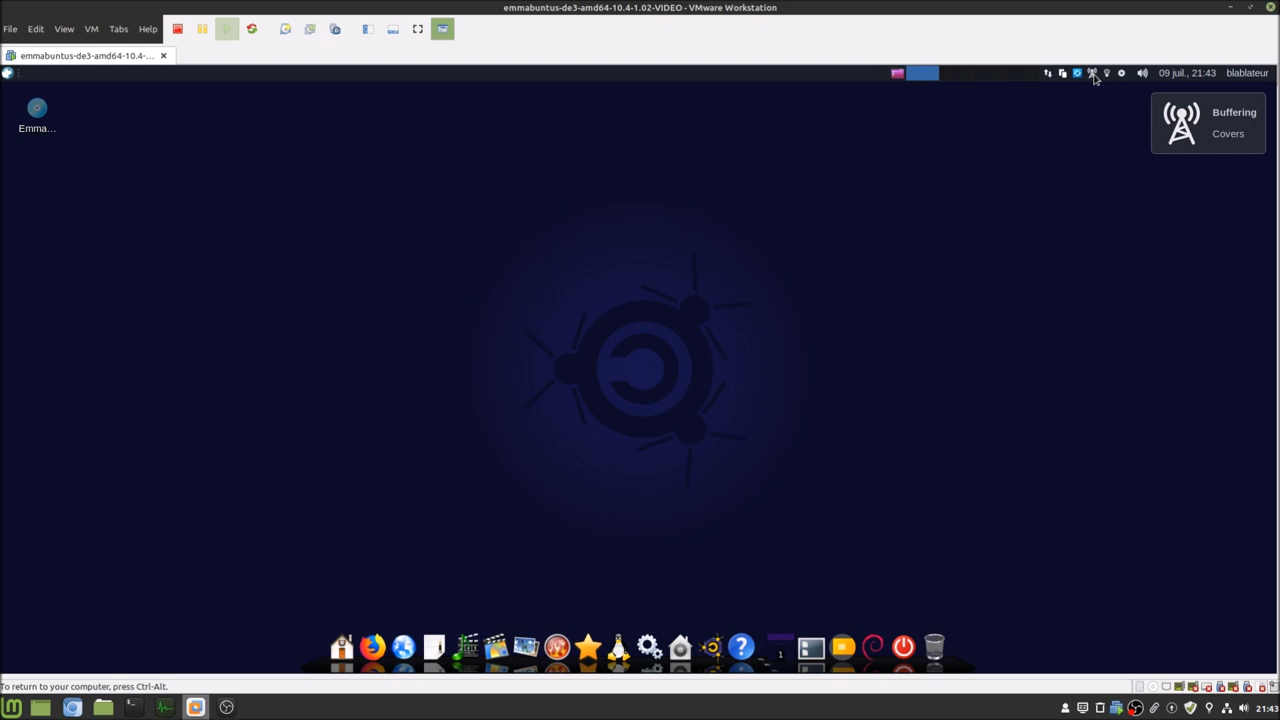 emmabuntus-de3-amd64-10.4-1.02-VIDEO - VMware Workstation
File Edit View VM Tabs Help
emmabuntus-de3-amd64-10.4-...
09 juil., 21:43 blablateur
Emma...
Buffering
Covers
1
To return to your computer, press Ctrl-Alt.
21:43